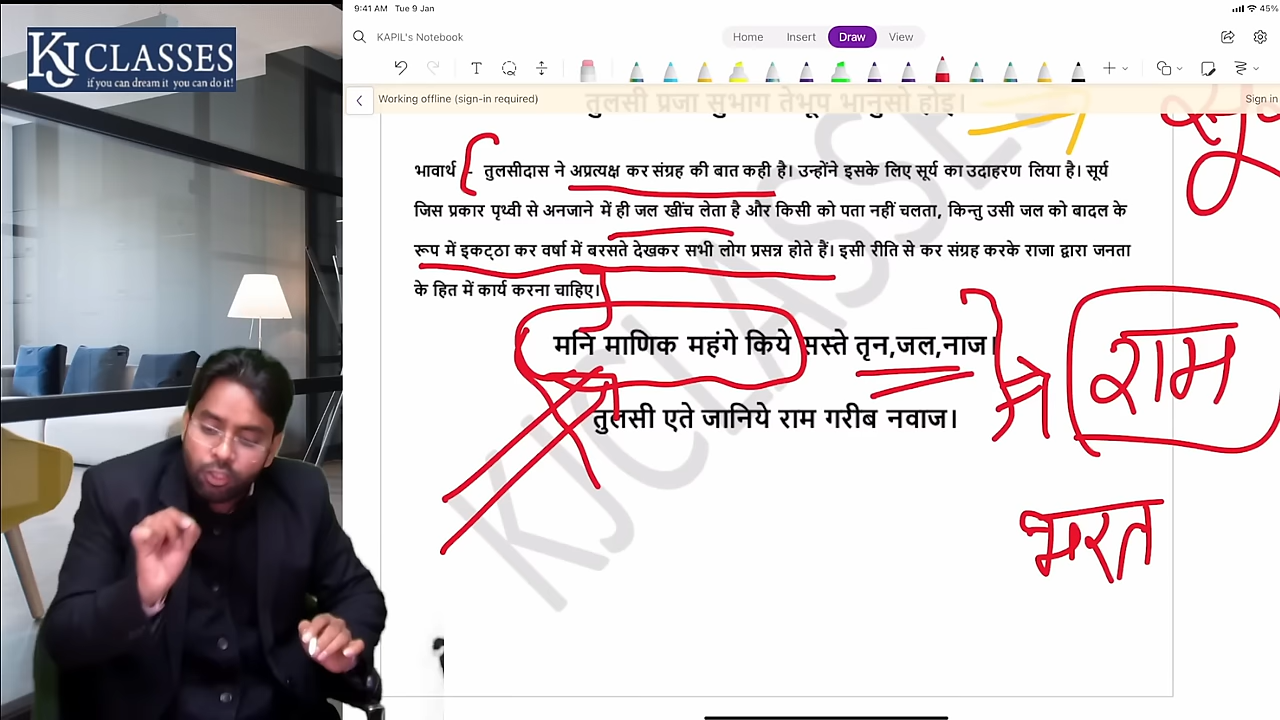 KJ CLASSES
if you can dream it you can do it!
9:41 AM Tue 9 Jan
45%
KAPIL's Notebook
Home Insert Draw View
Working offline (sign-in required)
Sign in
तुलसी प्रजा सुभाग तेभूप भानुसो होइ।
भावार्थ - तुलसीदास ने अप्रत्यक्ष कर संग्रह की बात कही है। उन्होंने इसके लिए सूर्य का उदाहरण लिया है। सूर्य
जिस प्रकार पृथ्वी से अनजाने में ही जल खींच लेता है और किसी को पता नहीं चलता, किन्तु उसी जल को बादल के
रूप में इकट्ठा कर वर्षा में बरसते देखकर सभी लोग प्रसन्न होते हैं। इसी रीति से कर संग्रह करके राजा द्वारा जनता
के हित में कार्य करना चाहिए।
मनि माणिक महंगे किये सस्ते तृन,जल,नाज।
राम
तुलसी एते जानिये राम गरीब नवाज।
भरत
KJ CLASSES